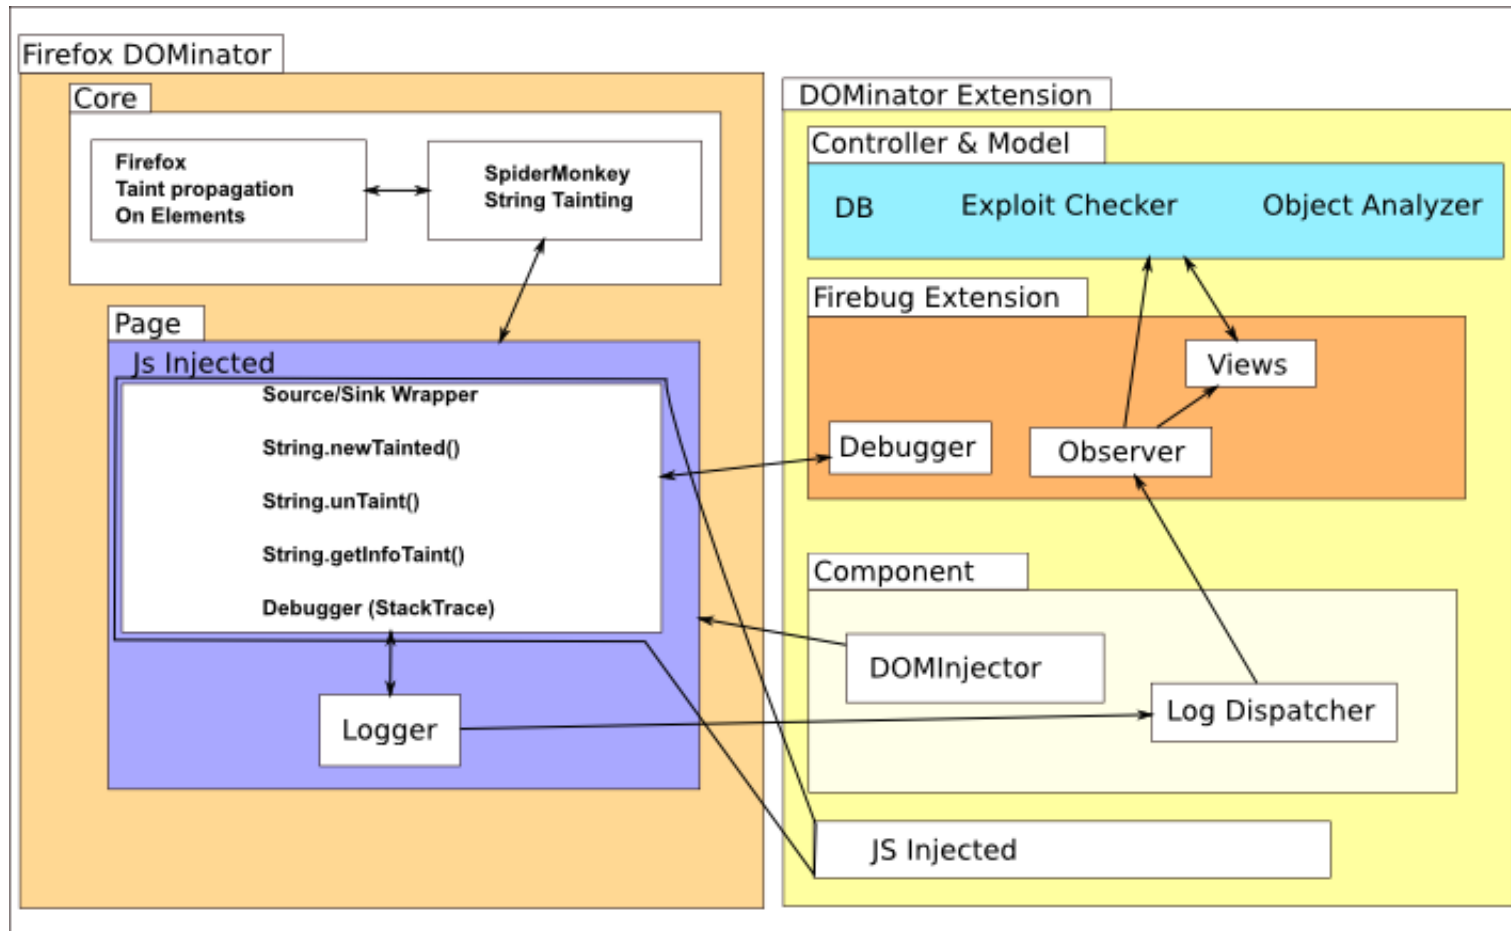 Firefox DOMinator
Core
Firefox
Taint propagation
On Elements
SpiderMonkey
String Tainting
Page
Js Injected
Source/Sink Wrapper
String.newTainted()
String.unTaint()
String.getInfoTaint()
Debugger (StackTrace)
Logger
DOMinator Extension
Controller & Model
DB
Exploit Checker
Object Analyzer
Firebug Extension
Views
Debugger
Observer
Component
DOMInjector
Log Dispatcher
JS Injected